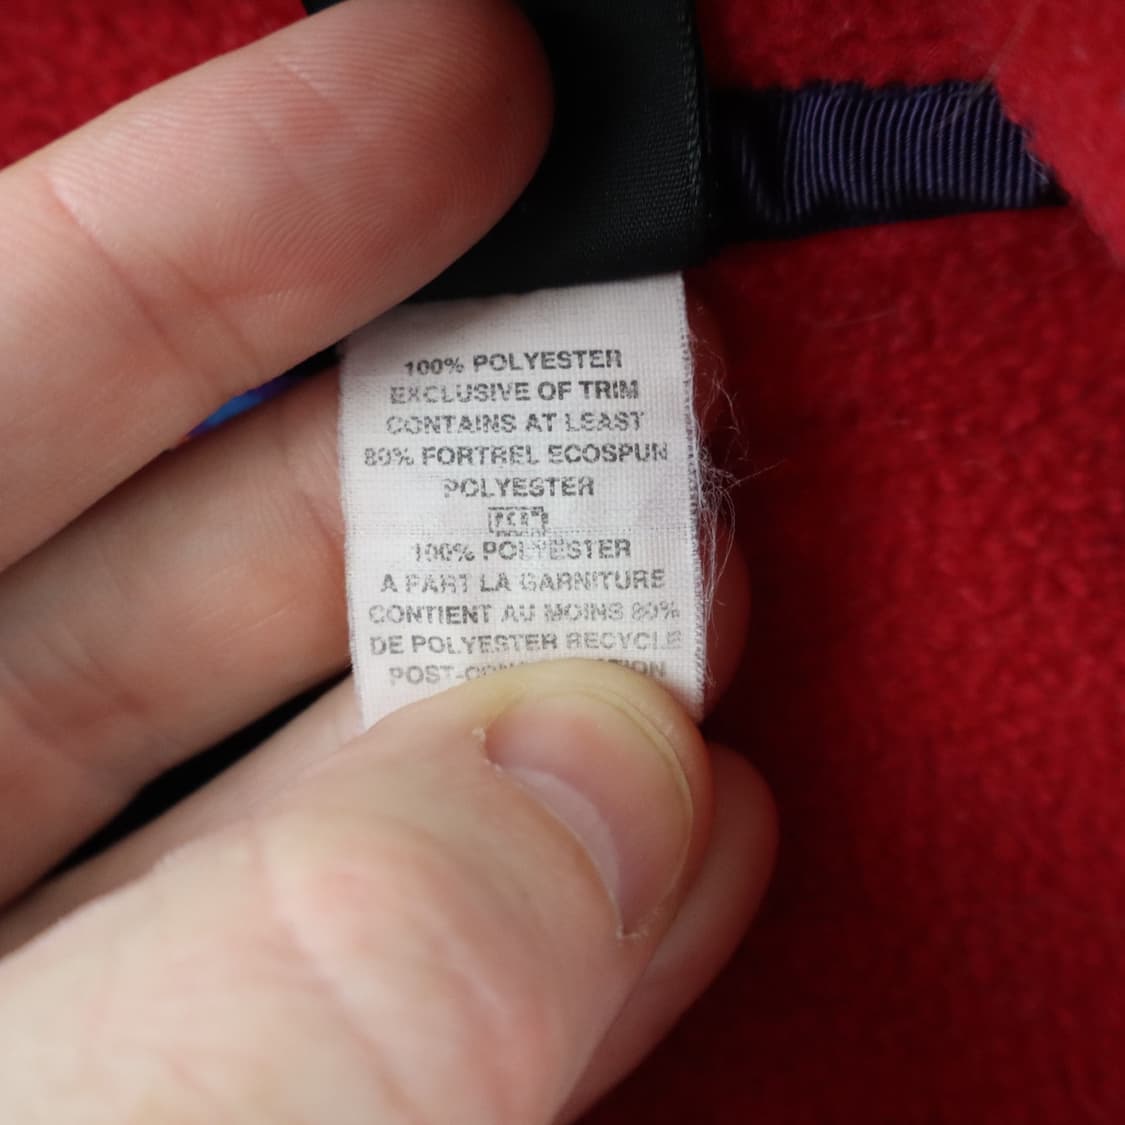 100% POLYESTER
EXCLUSIVE OF TRIM
CONTAINS AT LEAST
80% FORTREL ECOSPUN
POLYESTER
100% POLYESTER
A PART LA GARNITURE
CONTIENT AU MOINS 80%
DE POLYESTER RECYCLE
POST-